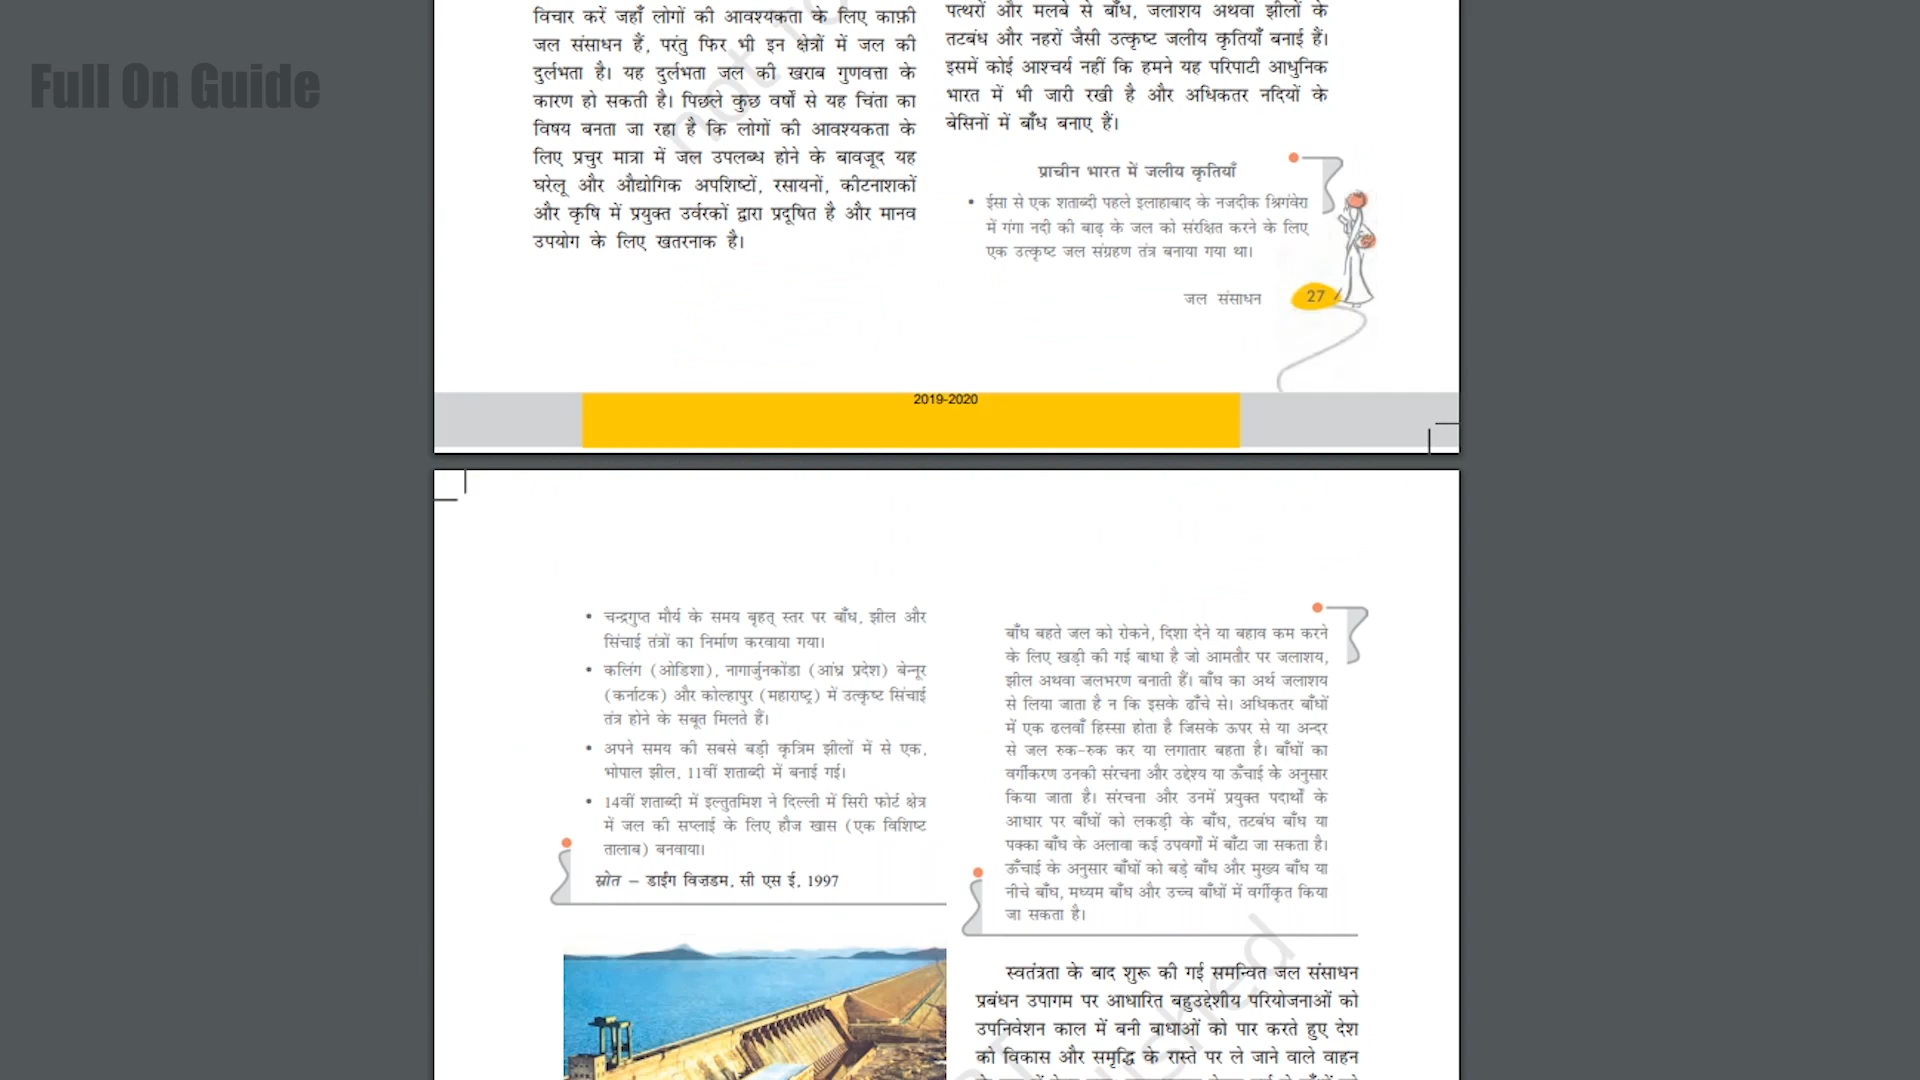 Full On Guide
विचार करें जहाँ लोगों की आवश्यकता के लिए काफ़ी
जल संसाधन हैं, परंतु फिर भी इन क्षेत्रों में जल की
दुर्लभता है। यह दुर्लभता जल की खराब गुणवत्ता के
कारण हो सकती है। पिछले कुछ वर्षों से यह चिंता का
विषय बनता जा रहा है कि लोगों की आवश्यकता के
लिए प्रचुर मात्रा में जल उपलब्ध होने के बावजूद यह
घरेलू और औद्योगिक अपशिष्टों, रसायनों, कीटनाशकों
और कृषि में प्रयुक्त उर्वरकों द्वारा प्रदूषित है और मानव
उपयोग के लिए खतरनाक है।
पत्थरों और मलबे से बाँध, जलाशय अथवा झीलों के
तटबंध और नहरों जैसी उत्कृष्ट जलीय कृतियाँ बनाई हैं।
इसमें कोई आश्चर्य नहीं कि हमने यह परिपाटी आधुनिक
भारत में भी जारी रखी है और अधिकतर नदियों के
बेसिनों में बाँध बनाए हैं।
प्राचीन भारत में जलीय कृतियाँ
• ईसा से एक शताब्दी पहले इलाहाबाद के नजदीक श्रिगंवेरा
में गंगा नदी की बाढ़ के जल को संरक्षित करने के लिए
एक उत्कृष्ट जल संग्रहण तंत्र बनाया गया था।
जल संसाधन 27
2019-2020
• चन्द्रगुप्त मौर्य के समय बृहत् स्तर पर बाँध, झील और
सिंचाई तंत्रों का निर्माण करवाया गया।
• कलिंग (ओडिशा), नागार्जुनकोंडा (आंध्र प्रदेश) बेन्नूर
(कर्नाटक) और कोल्हापुर (महाराष्ट्र) में उत्कृष्ट सिंचाई
तंत्र होने के सबूत मिलते हैं।
• अपने समय की सबसे बड़ी कृत्रिम झीलों में से एक,
भोपाल झील, 11वीं शताब्दी में बनाई गई।
• 14वीं शताब्दी में इल्तुतमिश ने दिल्ली में सिरी फोर्ट क्षेत्र
में जल की सप्लाई के लिए हौज खास (एक विशिष्ट
तालाब) बनवाया।
स्रोत – डाईंग विज़डम, सी एस ई, 1997
बाँध बहते जल को रोकने, दिशा देने या बहाव कम करने
के लिए खड़ी की गई बाधा है जो आमतौर पर जलाशय,
झील अथवा जलभरण बनाती हैं। बाँध का अर्थ जलाशय
से लिया जाता है न कि इसके ढाँचे से। अधिकतर बाँधों
में एक ढलवाँ हिस्सा होता है जिसके ऊपर से या अन्दर
से जल रुक-रुक कर या लगातार बहता है। बाँधों का
वर्गीकरण उनकी संरचना और उद्देश्य या ऊँचाई के अनुसार
किया जाता है। संरचना और उनमें प्रयुक्त पदार्थों के
आधार पर बाँधों को लकड़ी के बाँध, तटबंध बाँध या
पक्का बाँध के अलावा कई उपवर्गों में बाँटा जा सकता है।
ऊँचाई के अनुसार बाँधों को बड़े बाँध और मुख्य बाँध या
नीचे बाँध, मध्यम बाँध और उच्च बाँधों में वर्गीकृत किया
जा सकता है।
स्वतंत्रता के बाद शुरू की गई समन्वित जल संसाधन
प्रबंधन उपागम पर आधारित बहुउद्देशीय परियोजनाओं को
उपनिवेशन काल में बनी बाधाओं को पार करते हुए देश
को विकास और समृद्धि के रास्ते पर ले जाने वाले वाहन